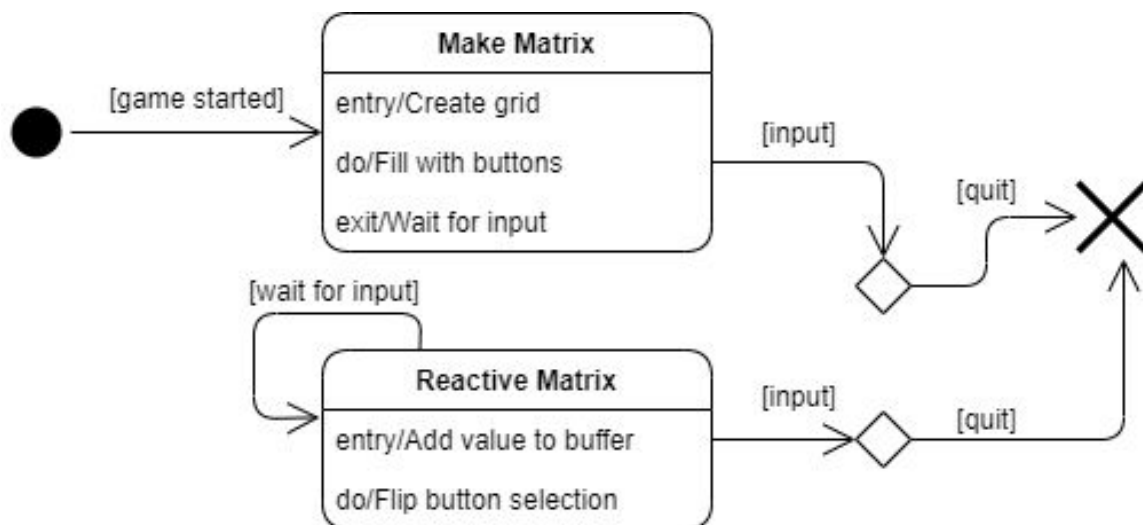 Make Matrix
[game started]
entry/Create grid
do/Fill with buttons
exit/Wait for input
[input]
[quit]
[wait for input]
Reactive Matrix
entry/Add value to buffer
do/Flip button selection
[input]
[quit]